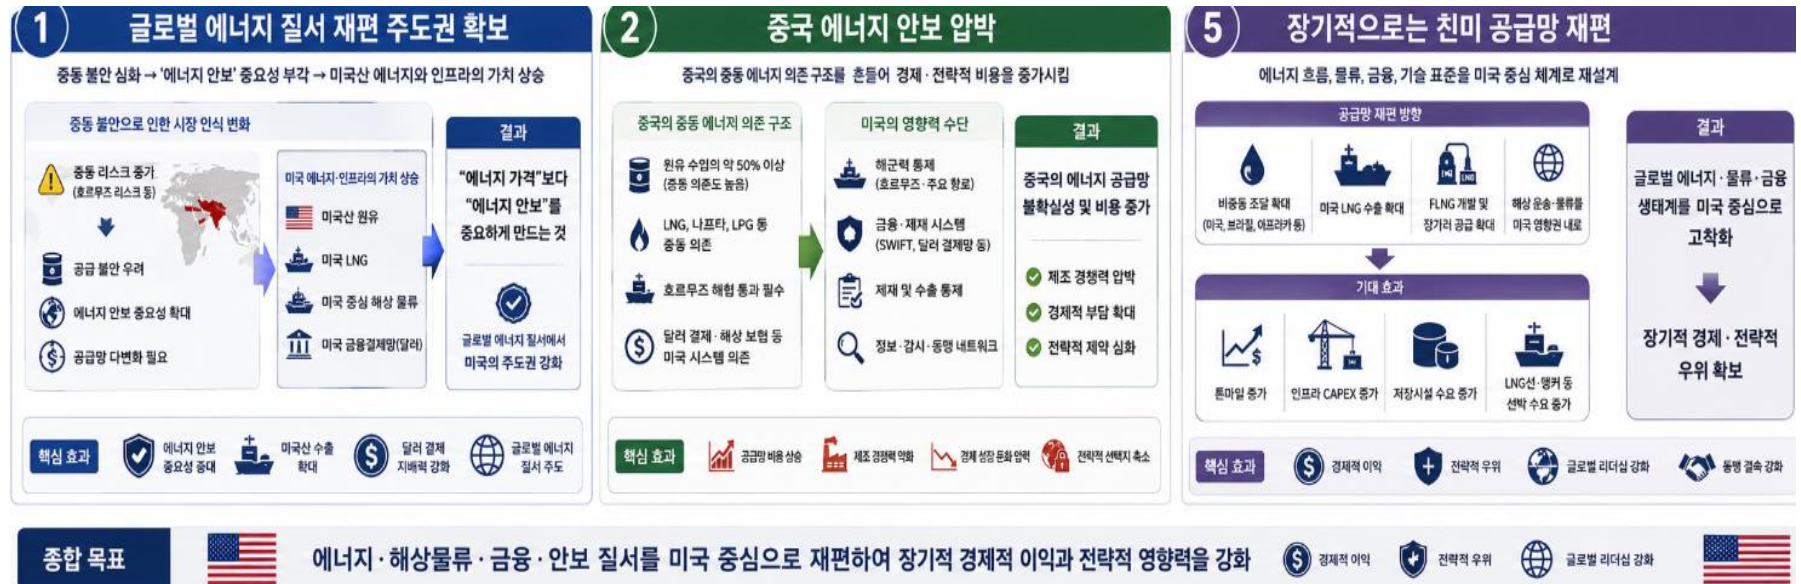 1 글로벌 에너지 질서 재편 주도권 확보
중동 불안 심화 → '에너지 안보' 중요성 부각 → 미국산 에너지와 인프라의 가치 상승
중동 불안으로 인한 시장 인식 변화
중동 리스크 증가
(호르무즈 리스크 등)
공급 불안 우려
에너지 안보 중요성 확대
공급망 다변화 필요
미국 에너지·인프라의 가치 상승
미국산 원유
미국 LNG
미국 중심 해상 물류
미국 금융결제망(달러)
결과
"에너지 가격"보다
"에너지 안보"를
중요하게 만드는 것
글로벌 에너지 질서에서
미국의 주도권 강화
핵심 효과
에너지 안보
중요성 증대
미국산 수출
확대
달러 결제
지배력 강화
글로벌 에너지
질서 주도
2 중국 에너지 안보 압박
중국의 중동 에너지 의존 구조를 흔들어 경제·전략적 비용을 증가시킴
중국의 중동 에너지 의존 구조
원유 수입의 약 50% 이상
(중동 의존도 높음)
LNG, 나프타, LPG 등
중동 의존
호르무즈 해협 통과 필수
달러 결제·해상 보험 등
미국 시스템 의존
미국의 영향력 수단
해군력 통제
(호르무즈·주요 항로)
금융·제재 시스템
(SWIFT, 달러 결제망 등)
제재 및 수출 통제
정보·감시·동맹 네트워크
결과
중국의 에너지 공급망
불확실성 및 비용 증가
제조 경쟁력 압박
경제적 부담 확대
전략적 제약 심화
핵심 효과
공급망 비용 상승
제조 경쟁력 약화
경제 성장 둔화 압력
전략적 선택지 축소
5 장기적으로는 친미 공급망 재편
에너지 흐름, 물류, 금융, 기술 표준을 미국 중심 체계로 재설계
공급망 재편 방향
비중동 조달 확대
(미국, 브라질, 아프리카 등)
미국 LNG 수출 확대
FLNG 개발 및
장기 공급 확대
해상 운송·물류를
미국 영향권 내로
기대 효과
톤마일 증가
인프라 CAPEX 증가
저장시설 수요 증가
LNG선·탱커 등
선박 수요 증가
결과
글로벌 에너지·물류·금융
생태계를 미국 중심으로
고착화
장기적 경제·전략적
우위 확보
핵심 효과
경제적 이익
전략적 우위
글로벌 리더십 강화
동맹 결속 강화
종합 목표
에너지·해상물류·금융·안보 질서를 미국 중심으로 재편하여 장기적 경제적 이익과 전략적 영향력을 강화
경제적 이익
전략적 우위
글로벌 리더십 강화